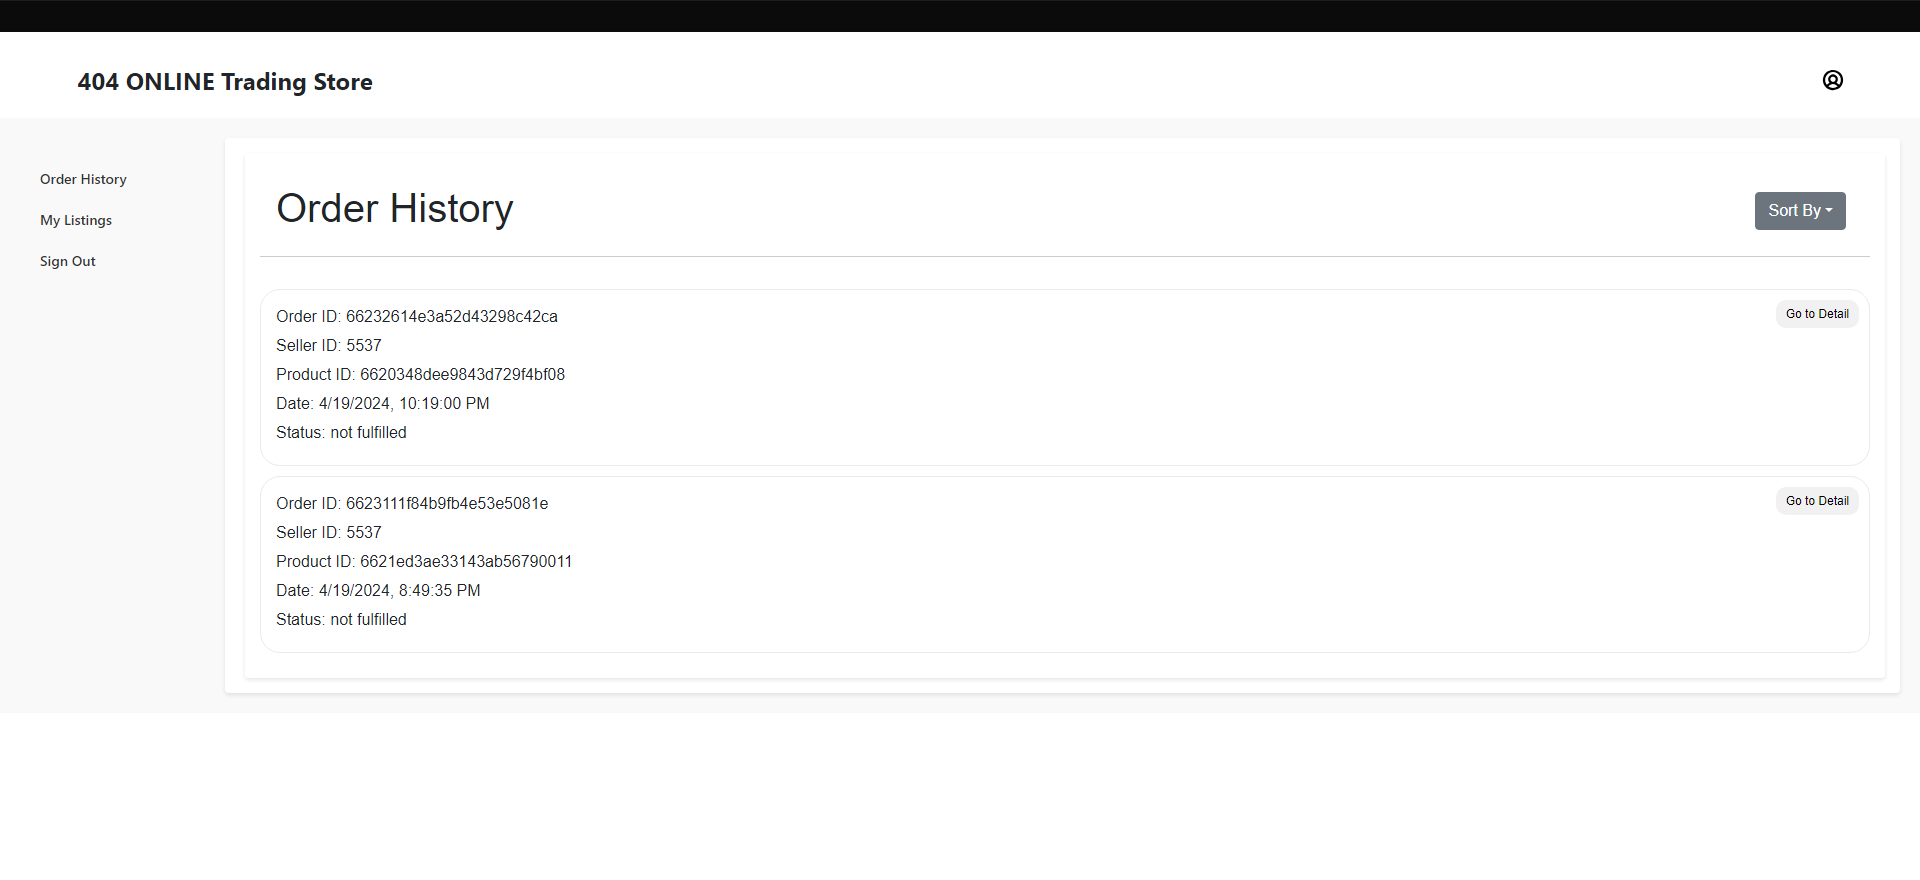 404 ONLINE Trading Store
Order History
My Listings
Sign Out
Order History
Sort By
Order ID: 66232614e3a52d43298c42ca
Go to Detail
Seller ID: 5537
Product ID: 6620348dee9843d729f4bf08
Date: 4/19/2024, 10:19:00 PM
Status: not fulfilled
Order ID: 6623111f84b9fb4e53e5081e
Go to Detail
Seller ID: 5537
Product ID: 6621ed3ae33143ab56790011
Date: 4/19/2024, 8:49:35 PM
Status: not fulfilled